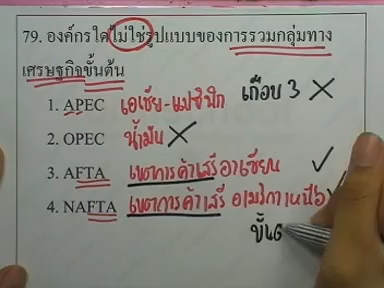 79. องค์กรใดไม่ใช่รูปแบบของการรวมกลุ่มทาง
เศรษฐกิจขั้นต้น
1. APEC เอเชีย-แปซิฟิก เกือบ 3
2. OPEC น้ำมัน
3. AFTA เขตการค้าเสรีอาเซียน
4. NAFTA เขตการค้าเสรี อเมริกาเหนือ